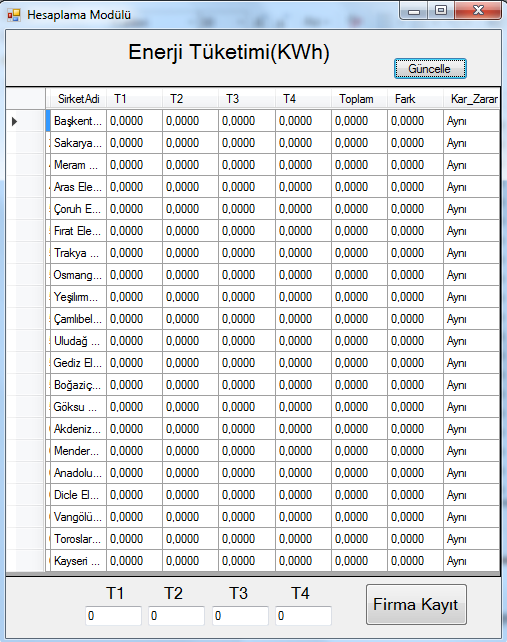 Hesaplama Modülü
Enerji Tüketimi(KWh)
Güncelle
SirketAdi T1 T2 T3 T4 Toplam Fark Kar_Zarar
Başkent... 0,0000 0,0000 0,0000 0,0000 0,0000 0,0000 Aynı
Sakarya... 0,0000 0,0000 0,0000 0,0000 0,0000 0,0000 Aynı
Meram ... 0,0000 0,0000 0,0000 0,0000 0,0000 0,0000 Aynı
Aras Ele... 0,0000 0,0000 0,0000 0,0000 0,0000 0,0000 Aynı
Çoruh E... 0,0000 0,0000 0,0000 0,0000 0,0000 0,0000 Aynı
Fırat Ele... 0,0000 0,0000 0,0000 0,0000 0,0000 0,0000 Aynı
Trakya ... 0,0000 0,0000 0,0000 0,0000 0,0000 0,0000 Aynı
Osmang... 0,0000 0,0000 0,0000 0,0000 0,0000 0,0000 Aynı
Yeşilırm... 0,0000 0,0000 0,0000 0,0000 0,0000 0,0000 Aynı
Çamlıbel... 0,0000 0,0000 0,0000 0,0000 0,0000 0,0000 Aynı
Uludağ ... 0,0000 0,0000 0,0000 0,0000 0,0000 0,0000 Aynı
Gediz El... 0,0000 0,0000 0,0000 0,0000 0,0000 0,0000 Aynı
Boğaziç... 0,0000 0,0000 0,0000 0,0000 0,0000 0,0000 Aynı
Göksu ... 0,0000 0,0000 0,0000 0,0000 0,0000 0,0000 Aynı
Akdeniz... 0,0000 0,0000 0,0000 0,0000 0,0000 0,0000 Aynı
Mender... 0,0000 0,0000 0,0000 0,0000 0,0000 0,0000 Aynı
Anadolu... 0,0000 0,0000 0,0000 0,0000 0,0000 0,0000 Aynı
Dicle El... 0,0000 0,0000 0,0000 0,0000 0,0000 0,0000 Aynı
Vangölü... 0,0000 0,0000 0,0000 0,0000 0,0000 0,0000 Aynı
Toroslar... 0,0000 0,0000 0,0000 0,0000 0,0000 0,0000 Aynı
Kayseri ... 0,0000 0,0000 0,0000 0,0000 0,0000 0,0000 Aynı
T1 T2 T3 T4
0 0 0 0
Firma Kayıt